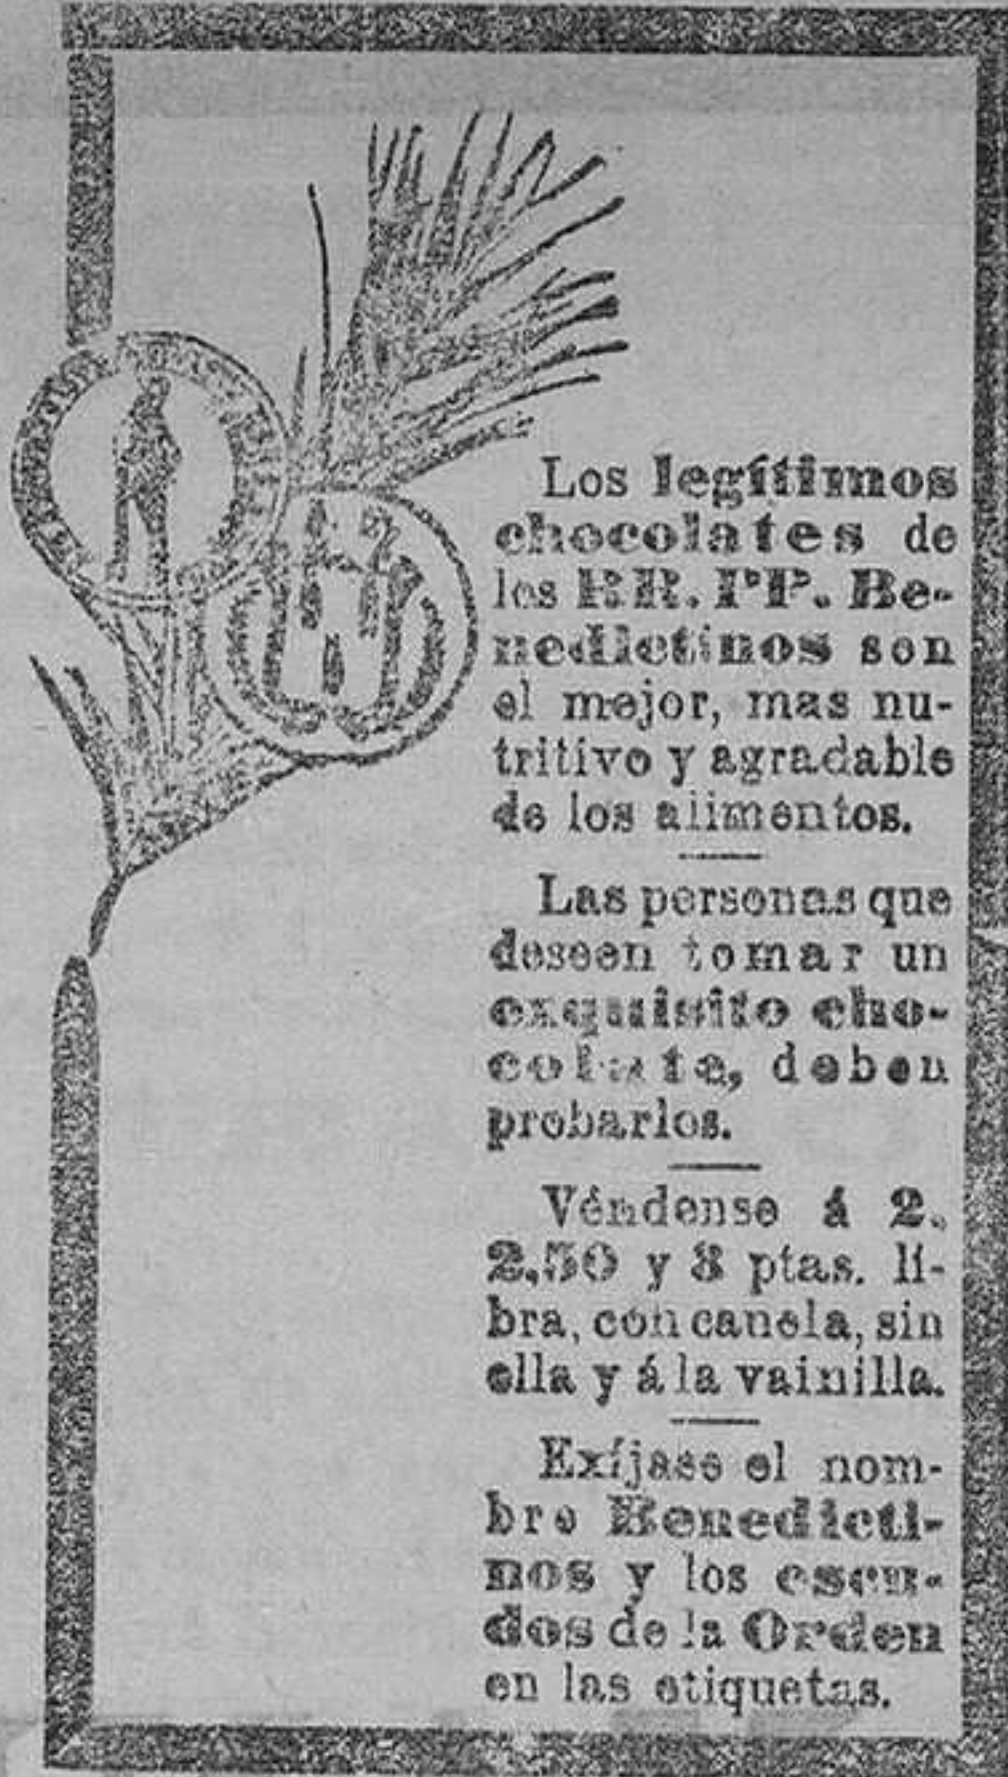 Los legítimos
chocolates de
los RR. PP. Be-
nedictinos son
el mejor, mas nu-
tritivo y agradable
de los alimentos.
Las personas que
deseen tomar un
exquisito cho-
colate, deben
probarlos.
Véndense á 2,
2,50 y 3 ptas. li-
bra, con canela, sin
ella y á la vainilla.
Exíjase el nom-
bre Benedicti-
nos y los escu-
dos de la Orden
en las etiquetas.